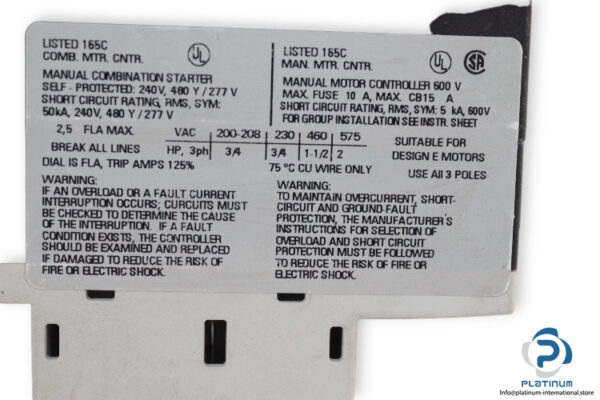 LISTED 165C
COMB. MTR. CNTR.
UL
MANUAL COMBINATION STARTER
SELF - PROTECTED: 240V, 480 Y / 277 V
SHORT CIRCUIT RATING, RMS, SYM:
50kA, 240V, 480 Y / 277 V
LISTED 165C
MAN. MTR. CNTR.
UL SA
MANUAL MOTOR CONTROLLER 600 V
MAX. FUSE 10 A, MAX. CB15 A
SHORT CIRCUIT RATING, RMS, SYM: 5 kA, 600V
FOR GROUP INSTALLATION SEE INSTR. SHEET
2,5 FLA MAX. VAC 200-208 230 460 575 SUITABLE FOR
BREAK ALL LINES HP, 3ph 3/4 3/4 1-1/2 2 DESIGN E MOTORS
DIAL IS FLA, TRIP AMPS 125% 75 °C CU WIRE ONLY USE All 3 POLES
WARNING:
IF AN OVERLOAD OR A FAULT CURRENT
INTERRUPTION OCCURS; CURCUITS MUST
BE CHECKED TO DETERMINE THE CAUSE
OF THE INTERRUPTION. IF A FAULT
CONDITION EXISTS, THE CONTROLLER
SHOULD BE EXAMINED AND REPLACED
IF DAMAGED TO REDUCE THE RISK OF
FIRE OR ELECTRIC SHOCK.
WARNING:
TO MAINTAIN OVERCURRENT, SHORT-
CIRCUIT AND GROUND-FAULT
PROTECTION, THE MANUFACTURER'S
INSTRUCTIONS FOR SELECTION OF
OVERLOAD AND SHORT CIRCUIT
PROTECTION MUST BE FOLLOWED
TO REDUCE THE RISK OF FIRE OR
ELECTRIC SHOCK.
PLATINUM
Info@platinum-international.store